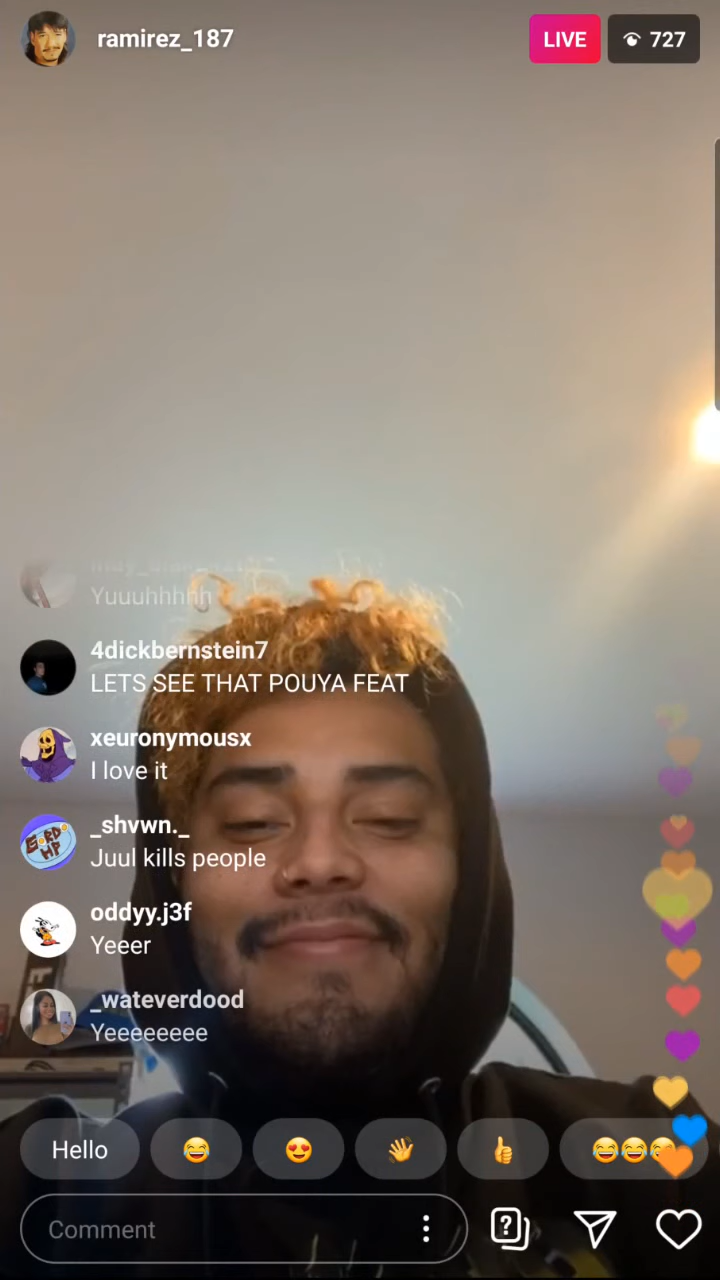 ramirez_187
LIVE
727
Yuuuhhhhh
4dickbernstein7
LETS SEE THAT POUYA FEAT
xeuronymousx
I love it
_shvwn._
Juul kills people
oddyy.j3f
Yeeer
_wateverdood
Yeeeeeeee
Hello
Comment